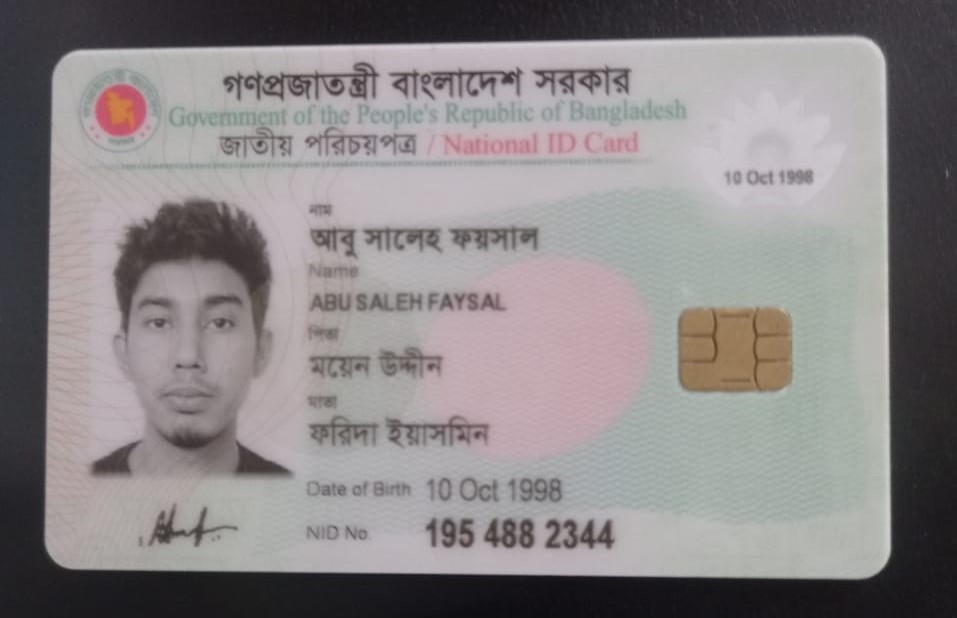 গণপ্রজাতন্ত্রী বাংলাদেশ সরকার
Government of the People's Republic of Bangladesh
জাতীয় পরিচয়পত্র / National ID Card
10 Oct 1998
নাম
আবু সালেহ ফয়সাল
Name
ABU SALEH FAYSAL
পিতা
ময়েন উদ্দীন
মাতা
ফরিদা ইয়াসমিন
Date of Birth 10 Oct 1998
NID No. 195 488 2344